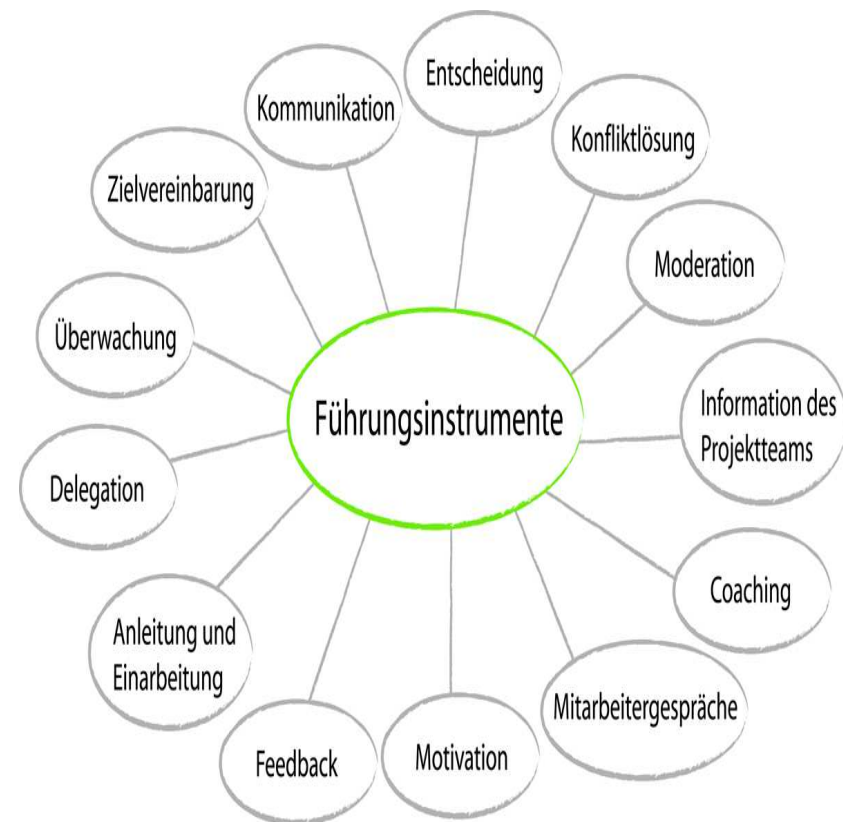 Entscheidung
Kommunikation
Konfliktlösung
Zielvereinbarung
Moderation
Überwachung
Führungsinstrumente
Information des
Projektteams
Delegation
Coaching
Anleitung und
Einarbeitung
Mitarbeitergespräche
Feedback
Motivation